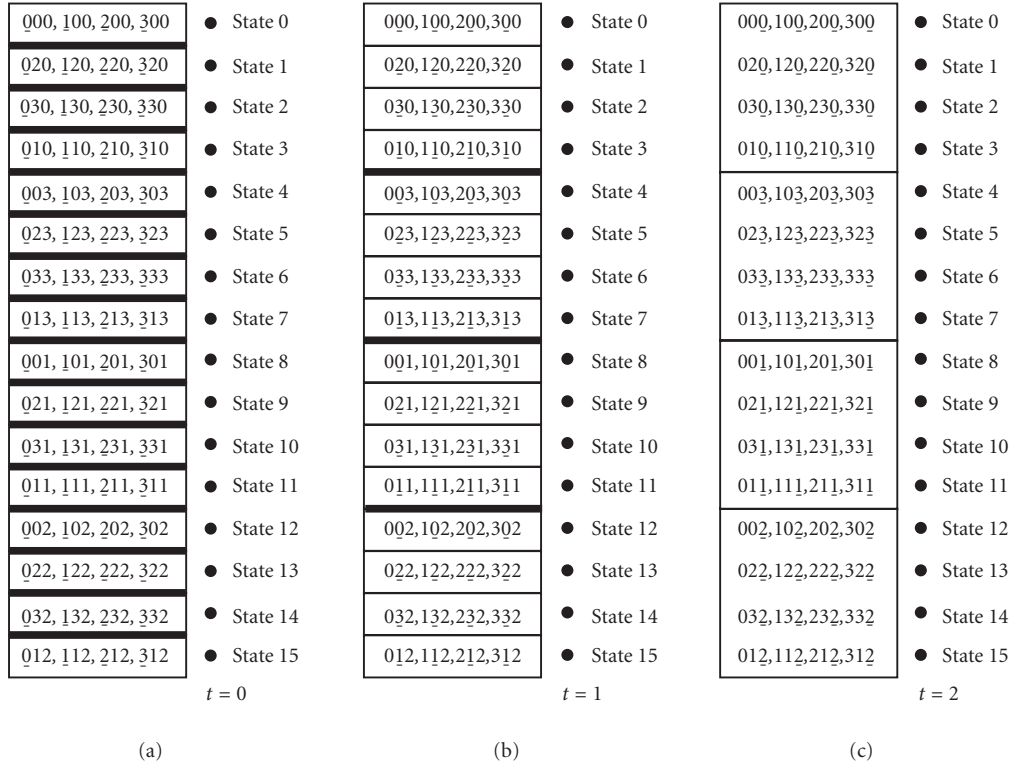 000, 100, 200, 300 State 0
020, 120, 220, 320 State 1
030, 130, 230, 330 State 2
010, 110, 210, 310 State 3
003, 103, 203, 303 State 4
023, 123, 223, 323 State 5
033, 133, 233, 333 State 6
013, 113, 213, 313 State 7
001, 101, 201, 301 State 8
021, 121, 221, 321 State 9
031, 131, 231, 331 State 10
011, 111, 211, 311 State 11
002, 102, 202, 302 State 12
022, 122, 222, 322 State 13
032, 132, 232, 332 State 14
012, 112, 212, 312 State 15
t = 0
(a)
000,100,200,300 State 0
020,120,220,320 State 1
030,130,230,330 State 2
010,110,210,310 State 3
003,103,203,303 State 4
023,123,223,323 State 5
033,133,233,333 State 6
013,113,213,313 State 7
001,101,201,301 State 8
021,121,221,321 State 9
031,131,231,331 State 10
011,111,211,311 State 11
002,102,202,302 State 12
022,122,222,322 State 13
032,132,232,332 State 14
012,112,212,312 State 15
t = 1
(b)
000,100,200,300 State 0
020,120,220,320 State 1
030,130,230,330 State 2
010,110,210,310 State 3
003,103,203,303 State 4
023,123,223,323 State 5
033,133,233,333 State 6
013,113,213,313 State 7
001,101,201,301 State 8
021,121,221,321 State 9
031,131,231,331 State 10
011,111,211,311 State 11
002,102,202,302 State 12
022,122,222,322 State 13
032,132,232,332 State 14
012,112,212,312 State 15
t = 2
(c)